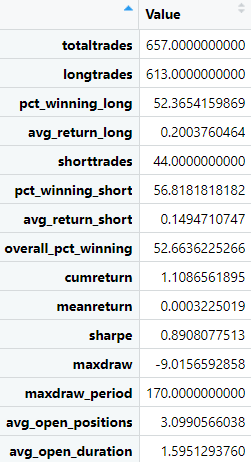 Value
totaltrades 657.0000000000
longtrades 613.0000000000
pct_winning_long 52.3654159869
avg_return_long 0.2003760464
shorttrades 44.0000000000
pct_winning_short 56.8181818182
avg_return_short 0.1494710747
overall_pct_winning 52.6636225266
cumreturn 1.1086561895
meanreturn 0.0003225019
sharpe 0.8908077513
maxdraw -9.0156592858
maxdraw_period 170.0000000000
avg_open_positions 3.0990566038
avg_open_duration 1.5951293760